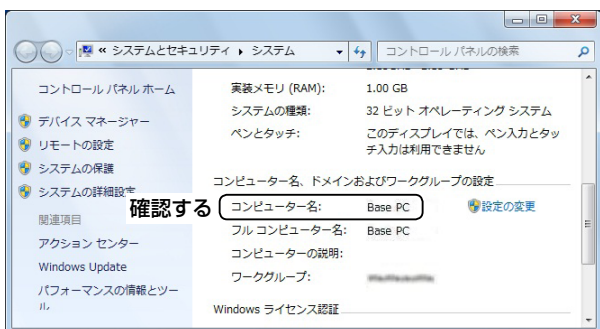 « システムとセキュリティ ▸ システム
コントロール パネルの検索
コントロール パネル ホーム
デバイス マネージャー
リモートの設定
システムの保護
システムの詳細設定
関連項目
アクション センター
Windows Update
パフォーマンスの情報とツー
ル
実装メモリ (RAM): 1.00 GB
システムの種類: 32 ビット オペレーティング システム
ペンとタッチ: このディスプレイでは、ペン入力とタッ
チ入力は利用できません
コンピューター名、ドメインおよびワークグループの設定
確認する
コンピューター名: Base PC 設定の変更
フル コンピューター名: Base PC
コンピューターの説明:
ワークグループ:
Windows ライセンス認証